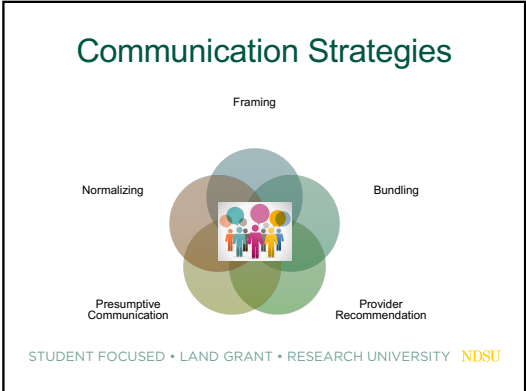 Communication Strategies
Framing
Normalizing
Bundling
Presumptive
Communication
Provider
Recommendation
STUDENT FOCUSED • LAND GRANT • RESEARCH UNIVERSITY NDSU